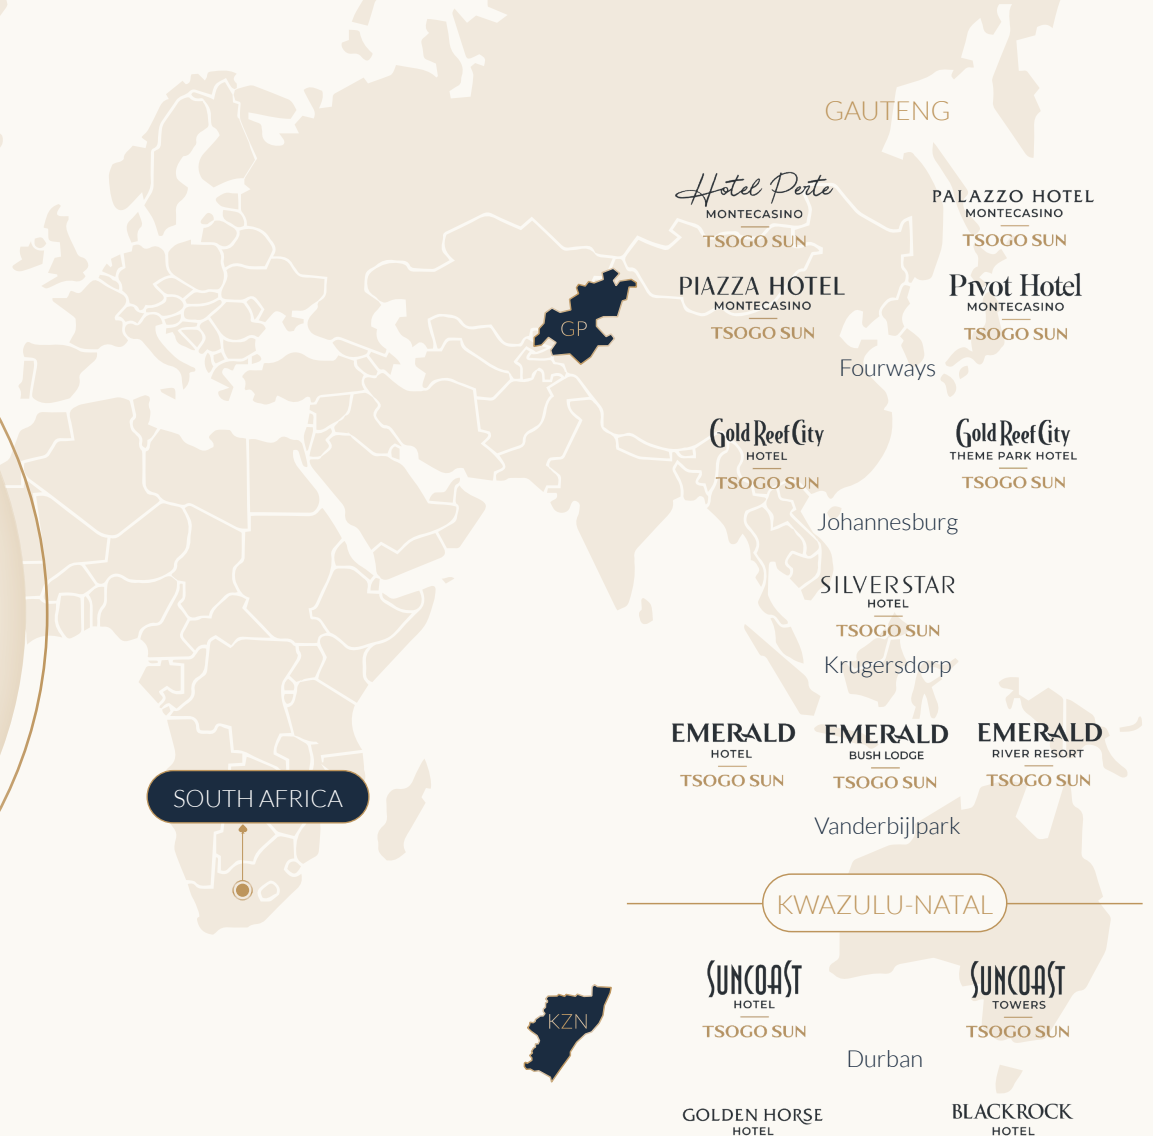 GAUTENG
Hotel Perte
MONTECASINO
TSOGO SUN
PALAZZO HOTEL
MONTECASINO
TSOGO SUN
PIAZZA HOTEL
MONTECASINO
TSOGO SUN
Pivot Hotel
MONTECASINO
TSOGO SUN
GP
Fourways
Gold Reef City
HOTEL
TSOGO SUN
Gold Reef City
THEME PARK HOTEL
TSOGO SUN
Johannesburg
SILVERSTAR
HOTEL
TSOGO SUN
Krugersdorp
EMERALD
HOTEL
TSOGO SUN
EMERALD
BUSH LODGE
TSOGO SUN
EMERALD
RIVER RESORT
TSOGO SUN
Vanderbijlpark
SOUTH AFRICA
KWAZULU-NATAL
SUNCOAST
HOTEL
TSOGO SUN
SUNCOAST
TOWERS
TSOGO SUN
KZN
Durban
GOLDEN HORSE
HOTEL
BLACKROCK
HOTEL